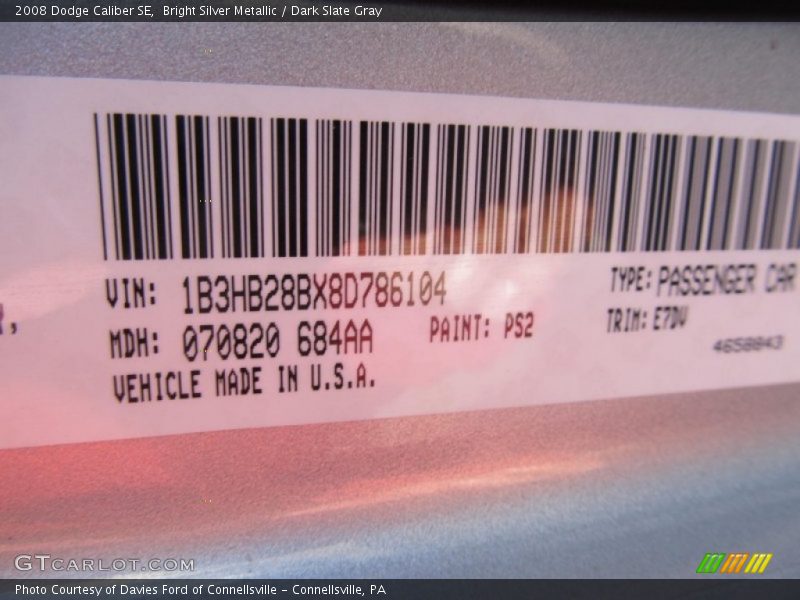 2008 Dodge Caliber SE,  Bright Silver Metallic / Dark Slate Gray
VIN: 1B3HB28BX8D786104 TYPE: PASSENGER CAR
MDH: 070820 684AA PAINT: PS2 TRIM: E7DV
VEHICLE MADE IN U.S.A. 4658843
GTCARLOT.COM
Photo Courtesy of Davies Ford of Connellsville – Connellsville, PA